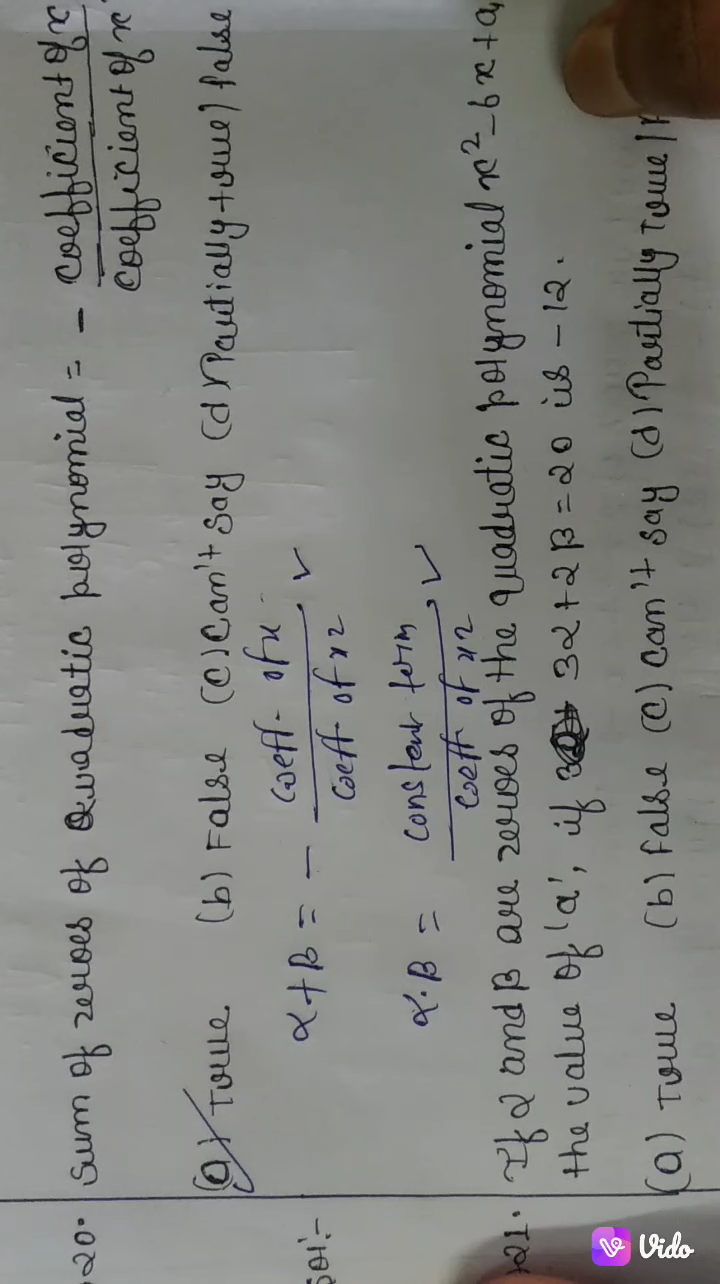 20. Sum of zeroes of Quadratic polynomial = - coefficient of x
coefficient of x
(a) True (b) False (c) Can't say (d) Partially true/false
Sol:- α+β = - coeff. of x
coeff. of x2
α.β = constant term
coeff of x2
21. If α and β are zeroes of the quadratic polynomial x²-6x+a,
the value of 'a', if 3α+2β=20 is -12.
(a) True (b) False (c) Can't say (d) Partially True/
Vido